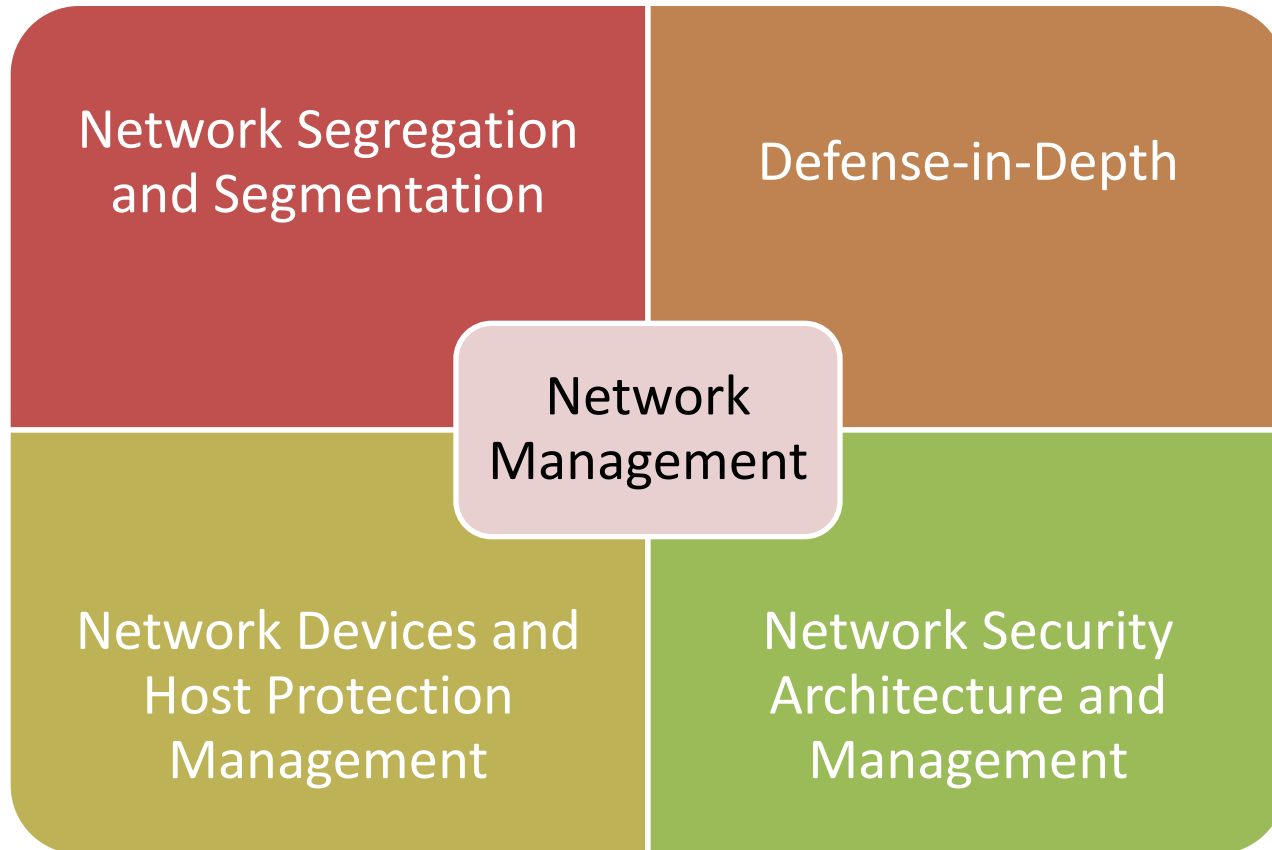 Network Segregation
and Segmentation
Defense-in-Depth
Network
Management
Network Devices and
Host Protection
Management
Network Security
Architecture and
Management